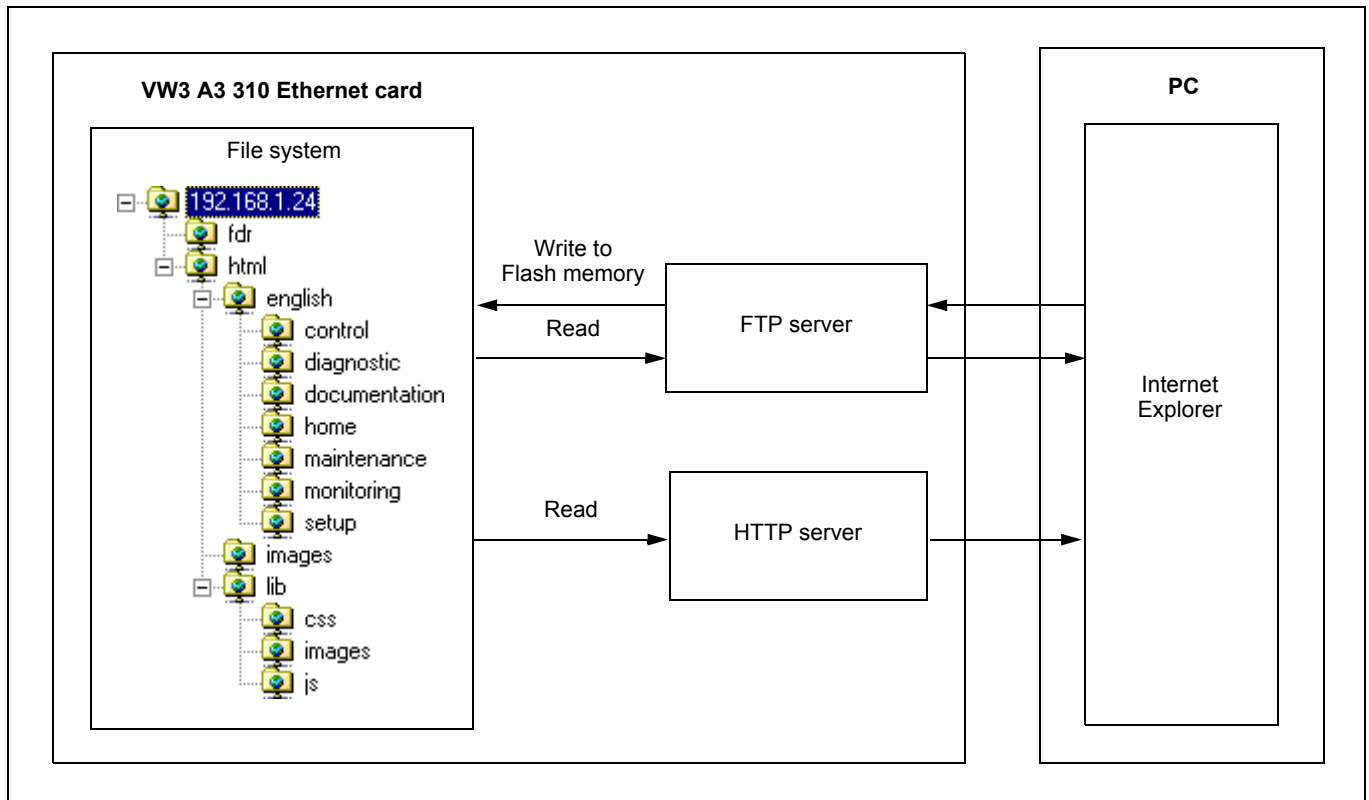 VW3 A3 310 Ethernet card
File system
192.168.1.24
fdr
html
english
control
diagnostic
documentation
home
maintenance
monitoring
setup
images
lib
css
images
js
Write to
Flash memory
Read
Read
FTP server
HTTP server
PC
Internet
Explorer